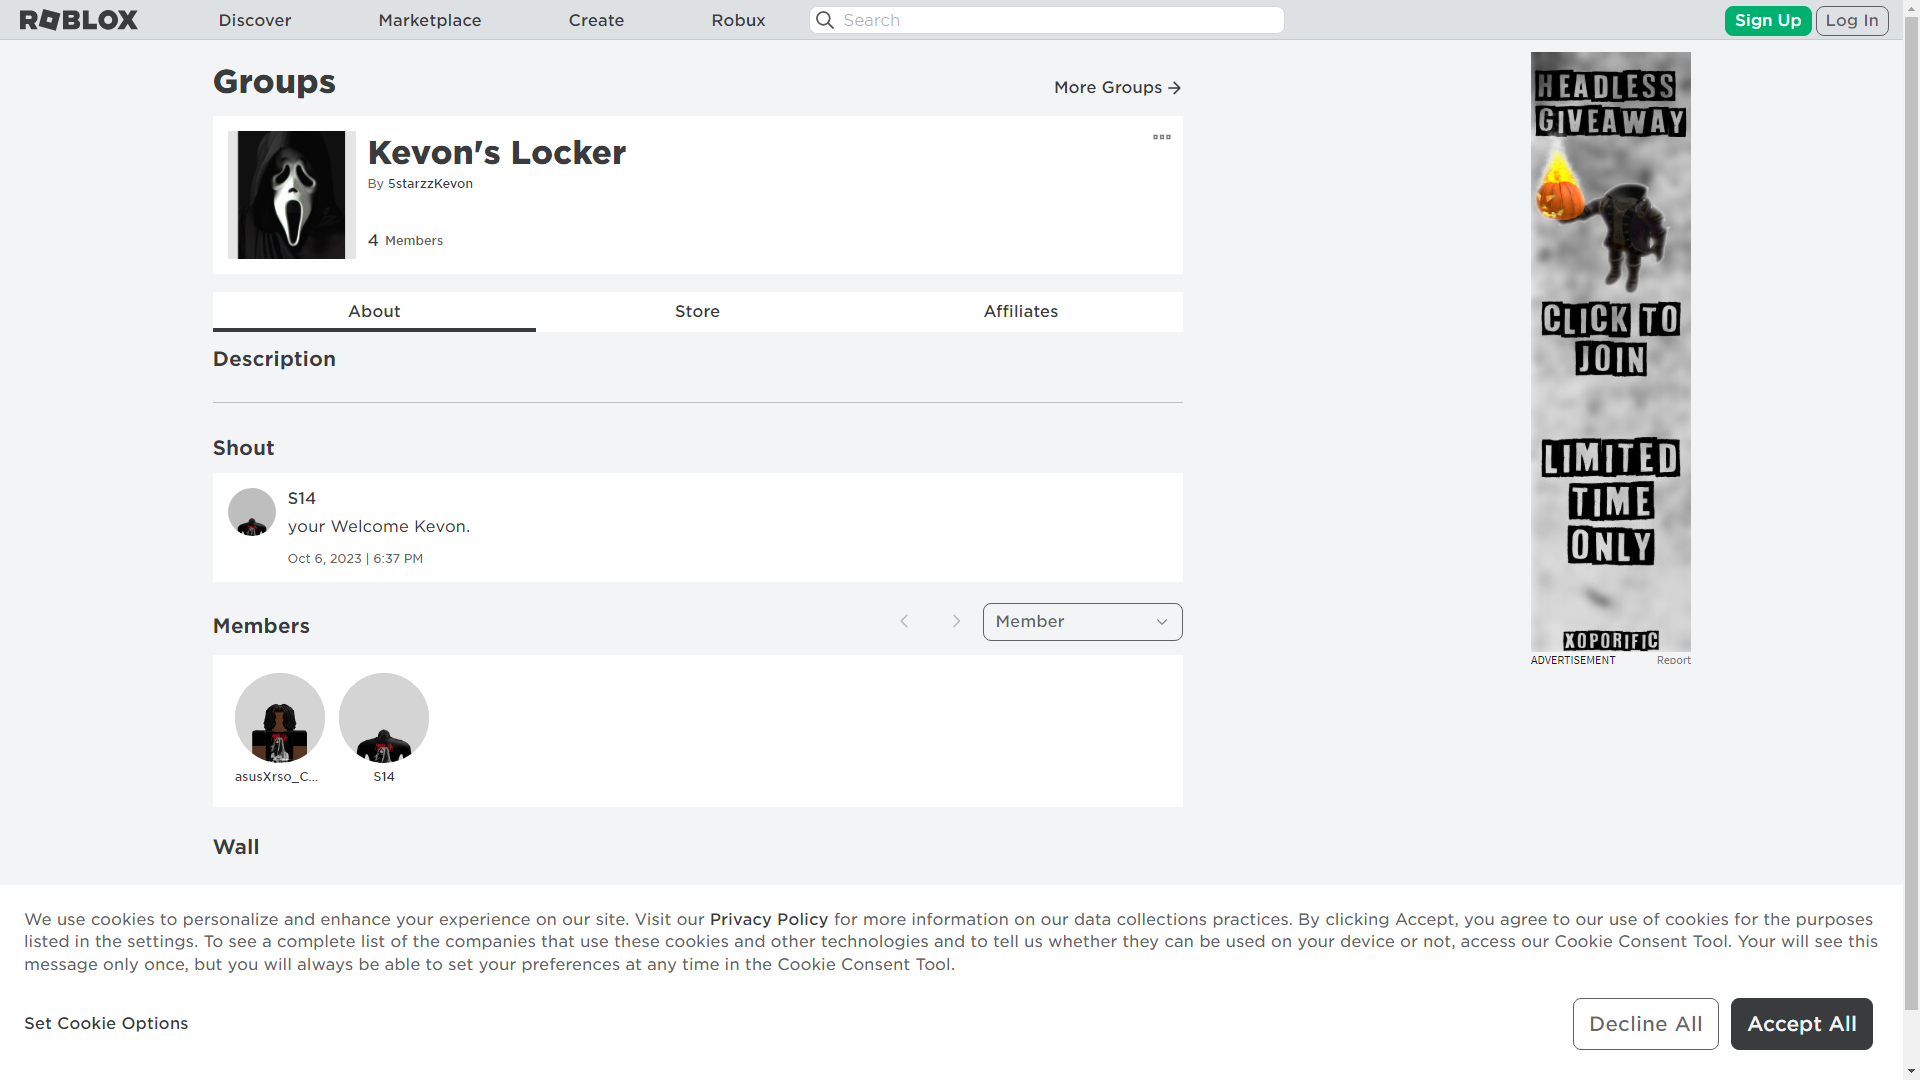 ROBLOX
Discover
Marketplace
Create
Robux
Search
Sign Up
Log In
Groups
More Groups
Kevon's Locker
By 5starzzKevon
4 Members
About
Store
Affiliates
Description
Shout
S14
your Welcome Kevon.
Oct 6, 2023 | 6:37 PM
Members
Member
asusXrso_C...
S14
Wall
HEADLESS
GIVEAWAY
CLICK TO
JOIN
LIMITED
TIME
ONLY
XOPORIFIC
ADVERTISEMENT
Report
We use cookies to personalize and enhance your experience on our site. Visit our Privacy Policy for more information on our data collections practices. By clicking Accept, you agree to our use of cookies for the purposes
listed in the settings. To see a complete list of the companies that use these cookies and other technologies and to tell us whether they can be used on your device or not, access our Cookie Consent Tool. Your will see this
message only once, but you will always be able to set your preferences at any time in the Cookie Consent Tool.
Set Cookie Options
Decline All
Accept All